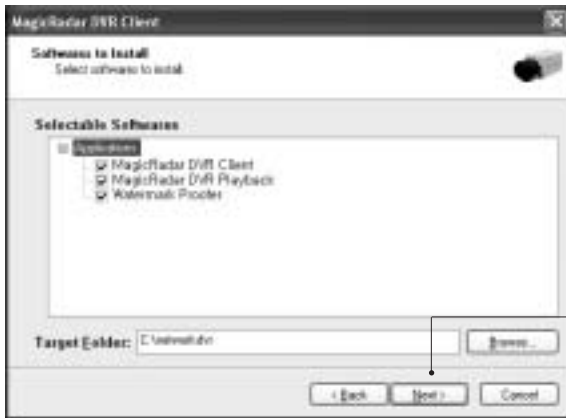 MagicRadar DVR Client
Softwares to Install
Select softwares to install.
Selectable Softwares
Applications
MagicRadar DVR Client
MagicRadar DVR Playback
Watermark Proofer
Target Folder:
Browse...
< Back
Next >
Cancel